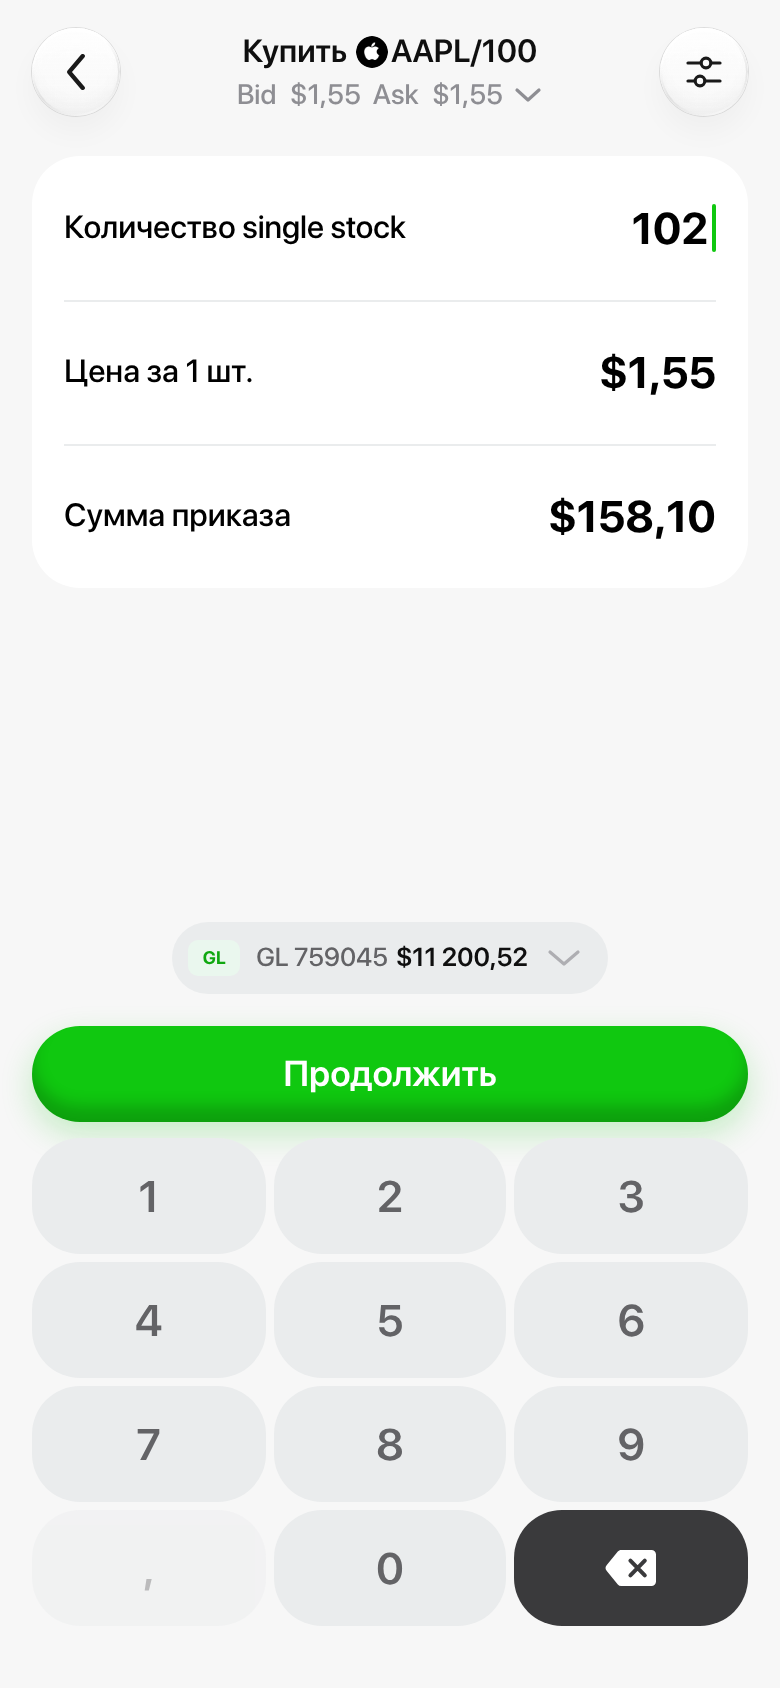 Купить AAPL/100
Bid $1,55 Ask $1,55
Количество single stock 102
Цена за 1 шт. $1,55
Сумма приказа $158,10
GL GL 759045 $11 200,52
Продолжить
1 2 3
4 5 6
7 8 9
, 0